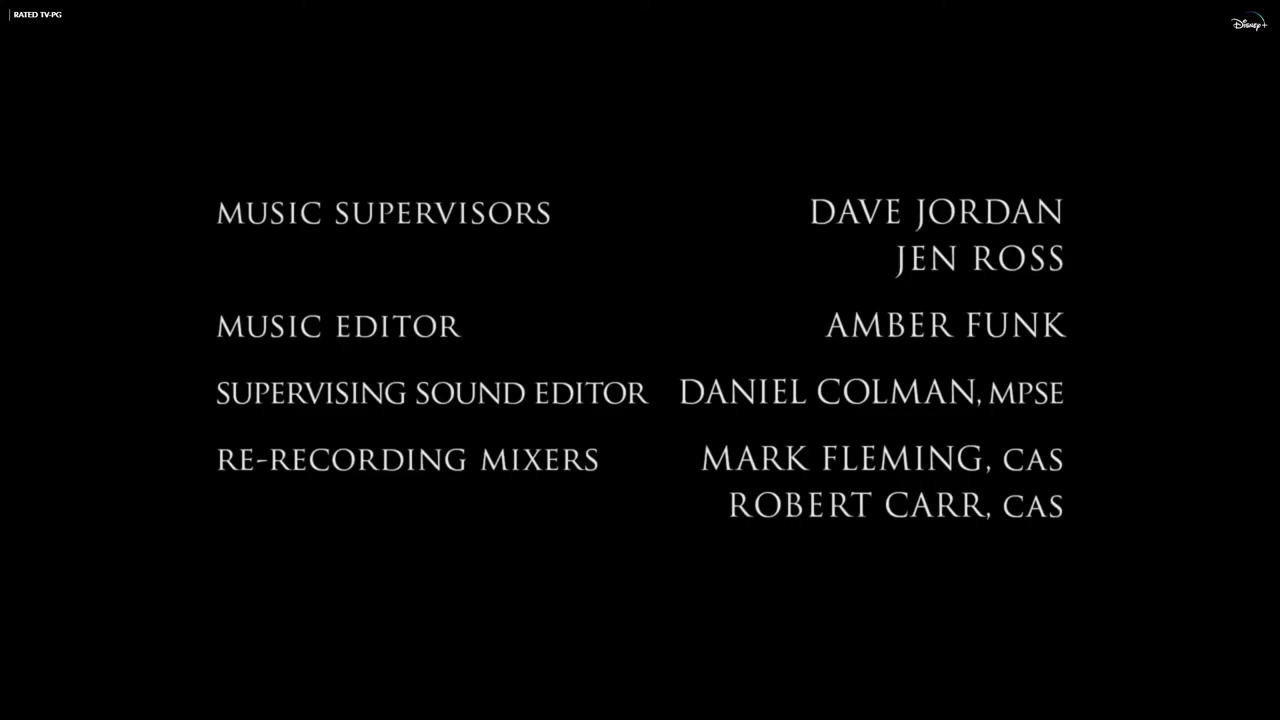 RATED TV-PG
Disney+
MUSIC SUPERVISORS DAVE JORDAN
JEN ROSS
MUSIC EDITOR AMBER FUNK
SUPERVISING SOUND EDITOR DANIEL COLMAN, MPSE
RE-RECORDING MIXERS MARK FLEMING, CAS
ROBERT CARR, CAS